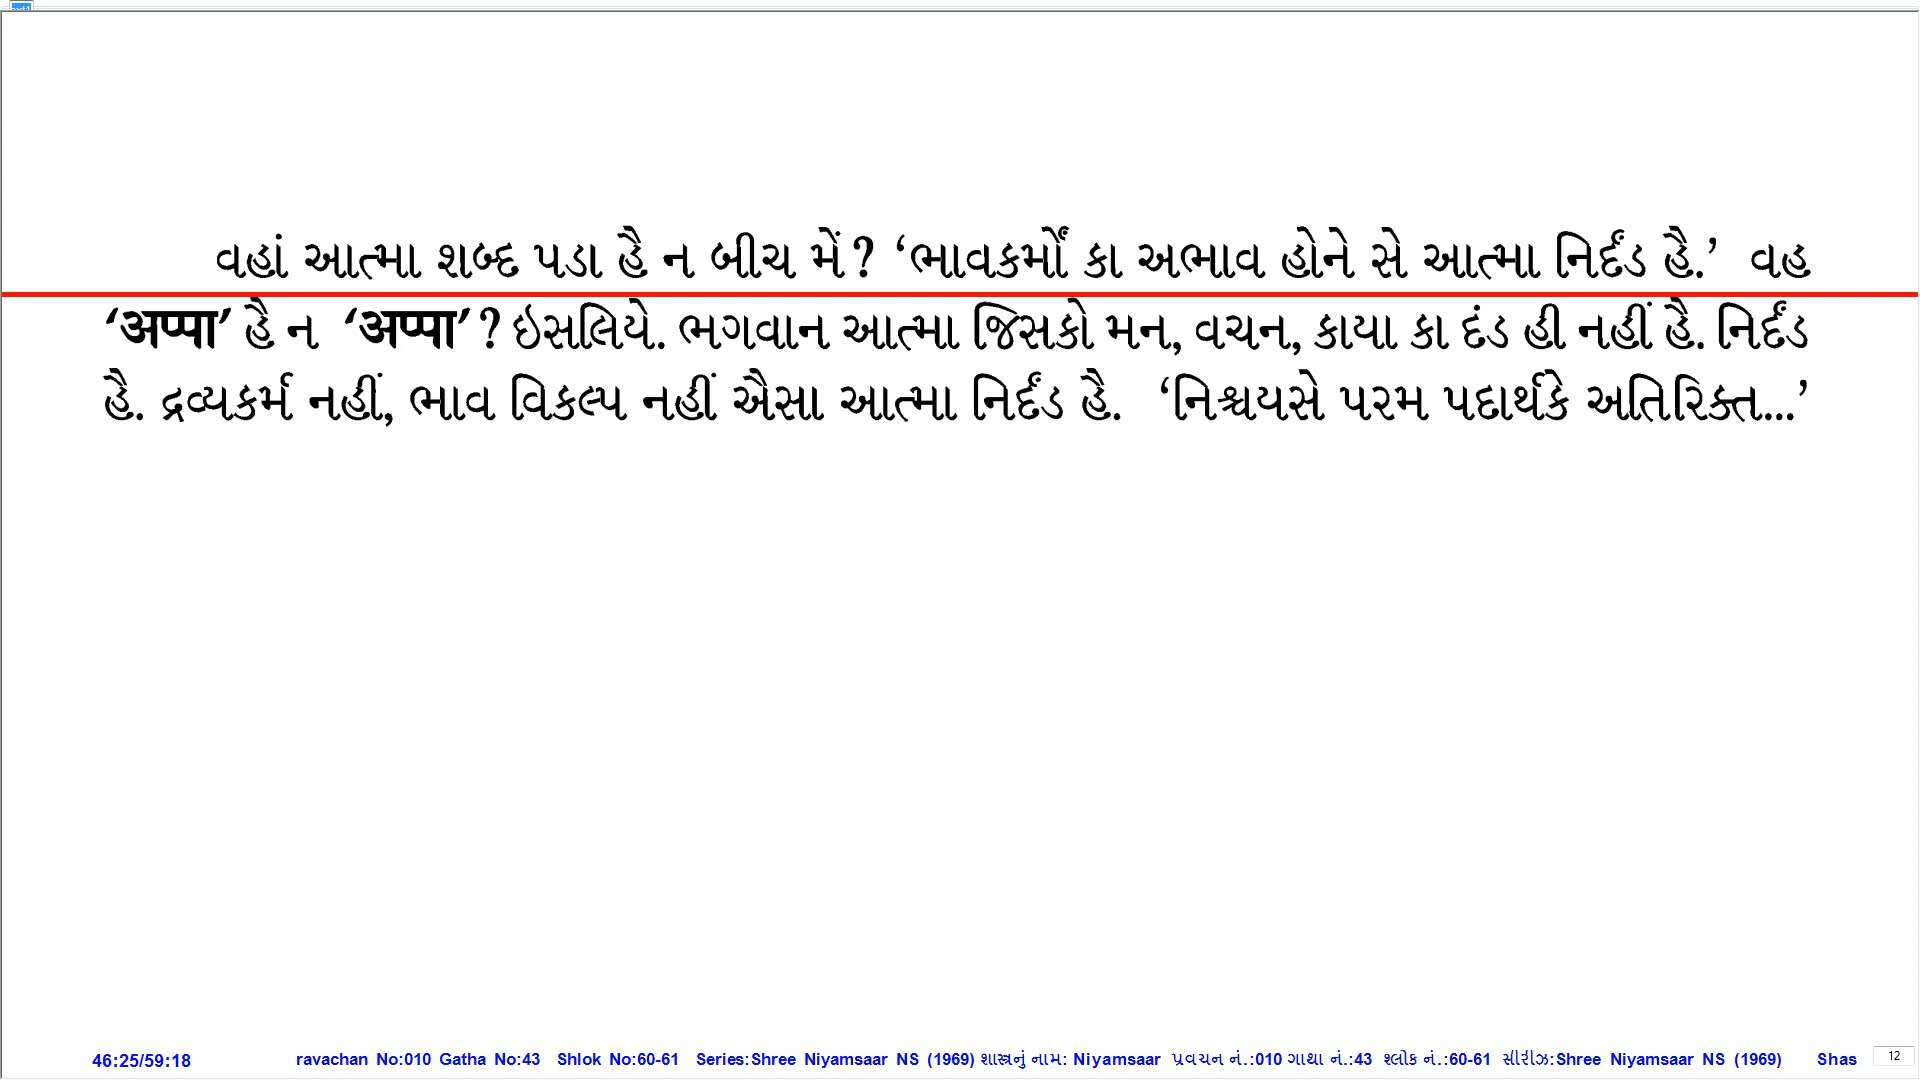 વહાં આત્મા શબ્દ પડા હૈ ન બીચ મેં? ‘ભાવકર્મોં કા અભાવ હોને સે આત્મા નિર્દંડ હૈ.’ વહ
‘अप्पा’ હૈ ન ‘अप्पा’? ઇસલિયે. ભગવાન આત્મા જિસકો મન, વચન, કાયા કા દંડ હી નહીં હૈ. નિર્દંડ
હૈ. દ્રવ્યકર્મ નહીં, ભાવ વિકલ્પ નહીં ઐસા આત્મા નિર્દંડ હૈ. ‘નિશ્ચયસે પરમ પદાર્થકે અતિરિક્ત...’
46:25/59:18 ravachan No:010 Gatha No:43 Shlok No:60-61 Series:Shree Niyamsaar NS (1969) શાસ્ત્રનું નામ: Niyamsaar પ્રવચન નં.:010 ગાથા નં.:43 શ્લોક નં.:60-61 સીરીઝ:Shree Niyamsaar NS (1969) Shas 12